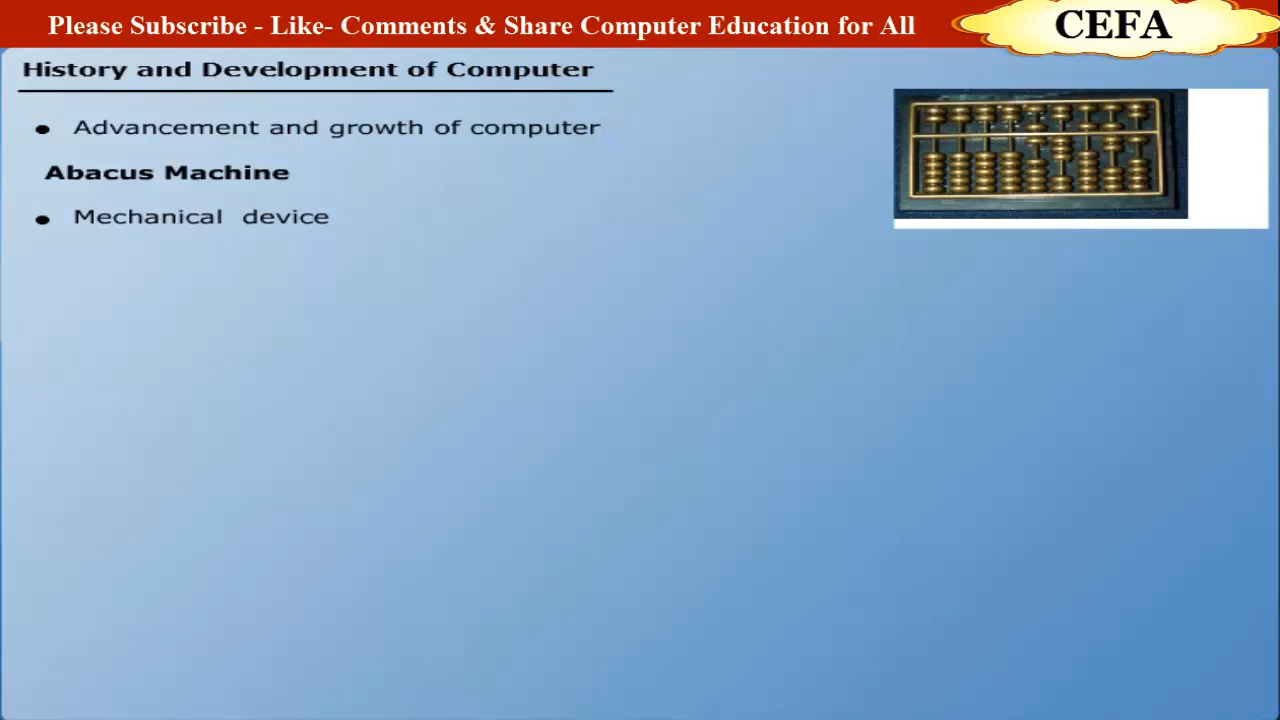 Please Subscribe - Like- Comments & Share Computer Education for All
CEFA
History and Development of Computer
● Advancement and growth of computer
Abacus Machine
● Mechanical device